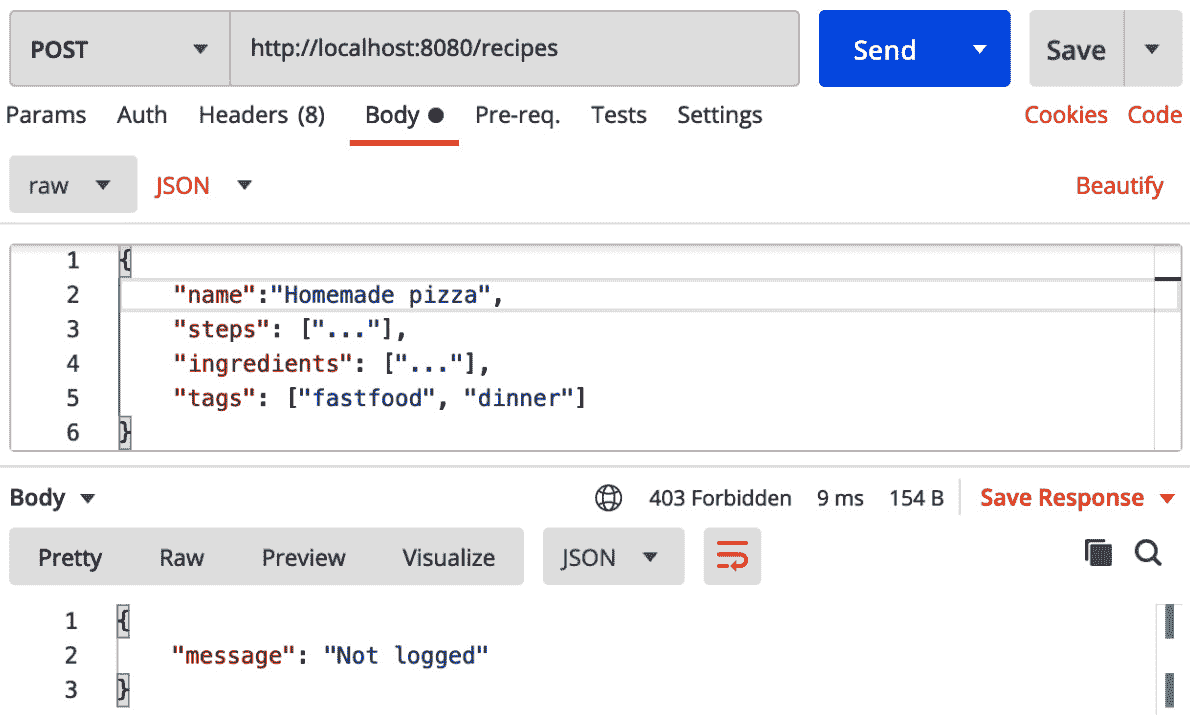 POST http://localhost:8080/recipes Send Save
Params Auth Headers (8) Body Pre-req. Tests Settings Cookies Code
raw JSON Beautify
1 {
2 "name":"Homemade pizza",
3 "steps": ["..."],
4 "ingredients": ["..."],
5 "tags": ["fastfood", "dinner"]
6 }
Body 403 Forbidden 9 ms 154 B Save Response
Pretty Raw Preview Visualize JSON
1 {
2 "message": "Not logged"
3 }